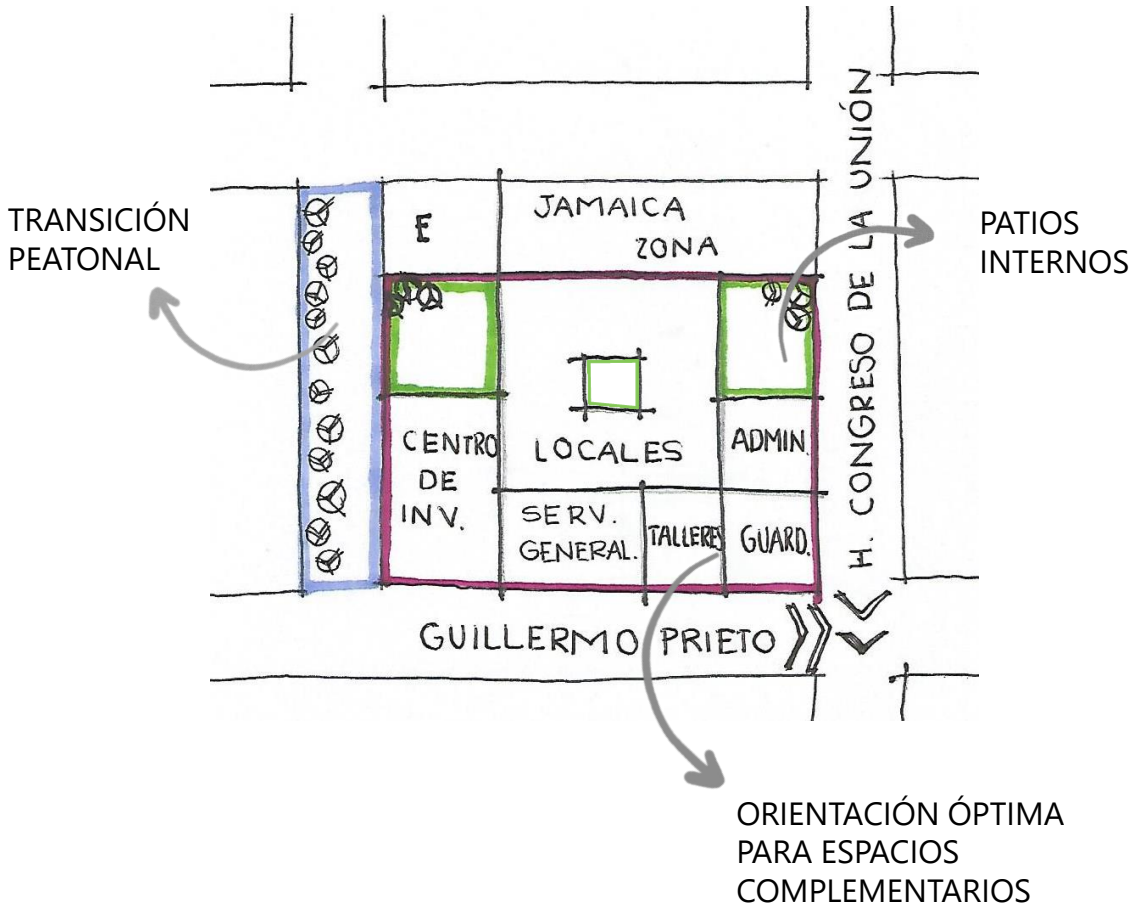 TRANSICIÓN
PEATONAL
E
JAMAICA
ZONA
H. CONGRESO DE LA UNIÓN
PATIOS
INTERNOS
CENTRO
DE
INV.
LOCALES
ADMIN.
SERV.
GENERAL.
TALLERES
GUARD.
GUILLERMO PRIETO
ORIENTACIÓN ÓPTIMA
PARA ESPACIOS
COMPLEMENTARIOS